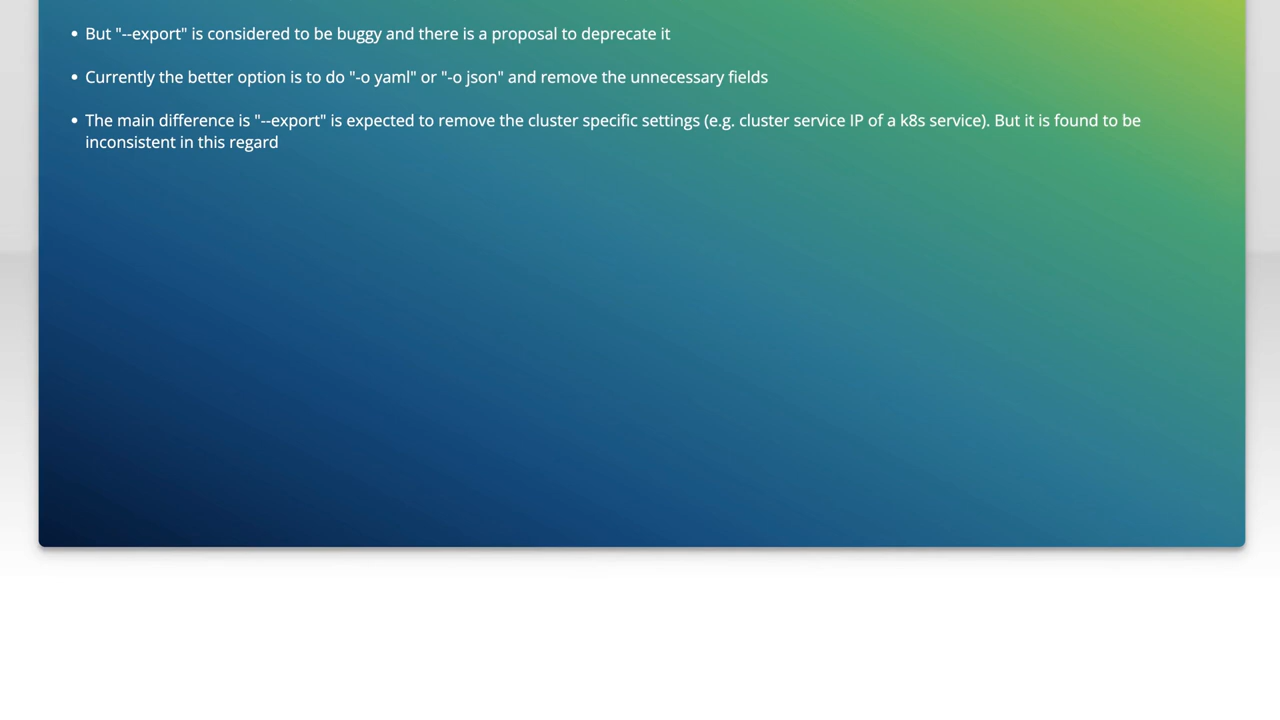 • But "--export" is considered to be buggy and there is a proposal to deprecate it
• Currently the better option is to do "-o yaml" or "-o json" and remove the unnecessary fields
• The main difference is "--export" is expected to remove the cluster specific settings (e.g. cluster service IP of a k8s service). But it is found to be
inconsistent in this regard